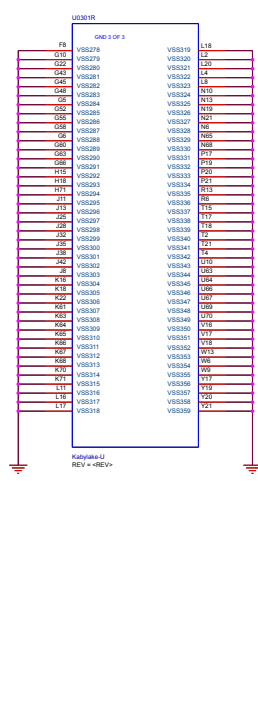 U0301R
GND 3 OF 3
F8 VSS278 VSS319 L18
G10 VSS279 VSS320 L2
G22 VSS280 VSS321 L20
G43 VSS281 VSS322 L4
G45 VSS282 VSS323 L8
G48 VSS283 VSS324 N10
G5 VSS284 VSS325 N13
G52 VSS285 VSS326 N19
G55 VSS286 VSS327 N21
G58 VSS287 VSS328 N6
G6 VSS288 VSS329 N65
G60 VSS289 VSS330 N68
G63 VSS290 VSS331 P17
G66 VSS291 VSS332 P19
H15 VSS292 VSS333 P20
H18 VSS293 VSS334 P21
H71 VSS294 VSS335 R13
J11 VSS295 VSS336 R6
J13 VSS296 VSS337 T15
J25 VSS297 VSS338 T17
J28 VSS298 VSS339 T18
J32 VSS299 VSS340 T2
J35 VSS300 VSS341 T21
J38 VSS301 VSS342 T4
J42 VSS302 VSS343 U10
J8 VSS303 VSS344 U63
K16 VSS304 VSS345 U64
K18 VSS305 VSS346 U66
K22 VSS306 VSS347 U67
K61 VSS307 VSS348 U69
K63 VSS308 VSS349 U70
K64 VSS309 VSS350 V16
K65 VSS310 VSS351 V17
K66 VSS311 VSS352 V18
K67 VSS312 VSS353 W13
K68 VSS313 VSS354 W6
K70 VSS314 VSS355 W9
K71 VSS315 VSS356 Y17
L11 VSS316 VSS357 Y19
L16 VSS317 VSS358 Y20
L17 VSS318 VSS359 Y21
Kabylake-U
REV = <REV>